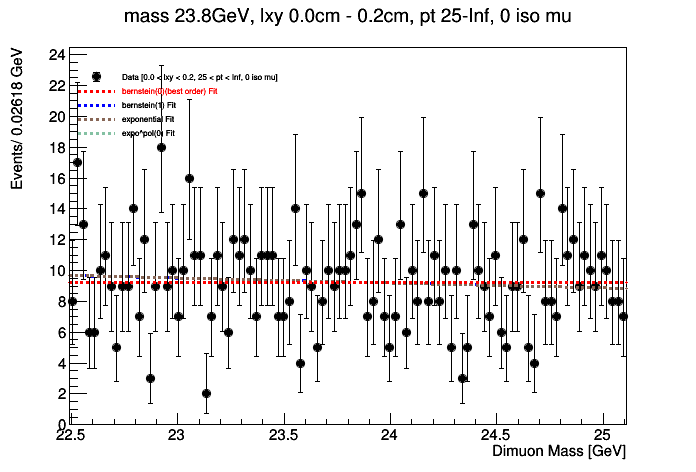 mass 23.8GeV, lxy 0.0cm - 0.2cm, pt 25-Inf, 0 iso mu
Events/ 0.02618 GeV
24
22
20
18
16
14
12
10
8
6
4
2
0
Data [0.0 < lxy < 0.2, 25 < pt < Inf, 0 iso mu]
bernstein(0)(best order) Fit
bernstein(1) Fit
exponential Fit
expo*pol(0) Fit
22.5 23 23.5 24 24.5 25
Dimuon Mass [GeV]